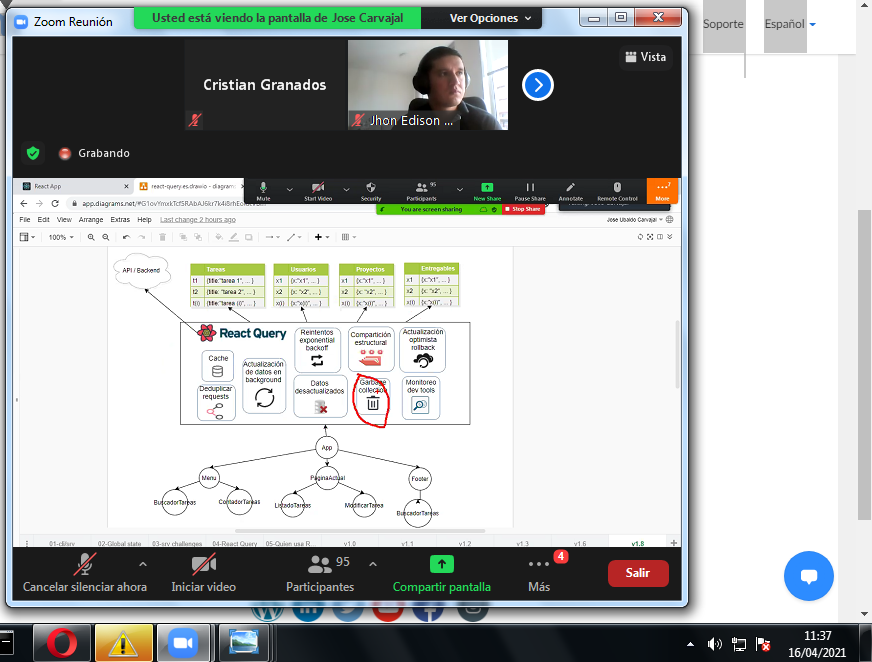 Soporte
Español
Zoom Reunión
Usted está viendo la pantalla de Jose Carvajal
Ver Opciones
Cristian Granados
Jhon Edison ...
Vista
Grabando
React App
react-query.es.drawio - diagrams
app.diagrams.net/
Mute
Start Video
Security
95
Participants
New Share
Pause Share
Annotate
Remote Control
More
You are screen sharing
Stop Share
File Edit View Arrange Extras Help Last change 2 hours ago
Jose Ubaldo Carvajal
100%
API / Backend
Tareas
t1 {title:"tarea 1", ... }
t2 {title: "tarea 2", ... }
t(i) {title:"tarea (i)", ... }
Usuarios
x1 {x:"x1", ... }
x2 {x: "x2", ... }
x(i) {x:"x(i)", ... }
Proyectos
x1 {x:"x1", ... }
x2 {x: "x2", ... }
x(i) {x:"x(i)", ... }
Entregables
x1 {x:"x1", ... }
x2 {x: "x2", ... }
x(i) {x:"x(i)", ... }
React Query
Cache
Deduplicar
requests
Actualización
de datos en
background
Reintentos
exponential
backoff
Datos
desactualizados
Compartición
estructural
Garbage
collection
Actualización
optimista
rollback
Monitoreo
dev tools
App
Menu
PaginaActual
Footer
BuscadorTareas
ContadorTareas
ListadoTareas
ModificarTarea
BuscadorTareas
01-cli/srv
02-Global state
03-srv challenges
04-React Query
05-Quien usa R...
v1.0
v1.1
v1.2
v1.3
v1.6
v1.8
Cancelar silenciar ahora
Iniciar video
95
Participantes
Compartir pantalla
4
Más
Salir
11:37
16/04/2021